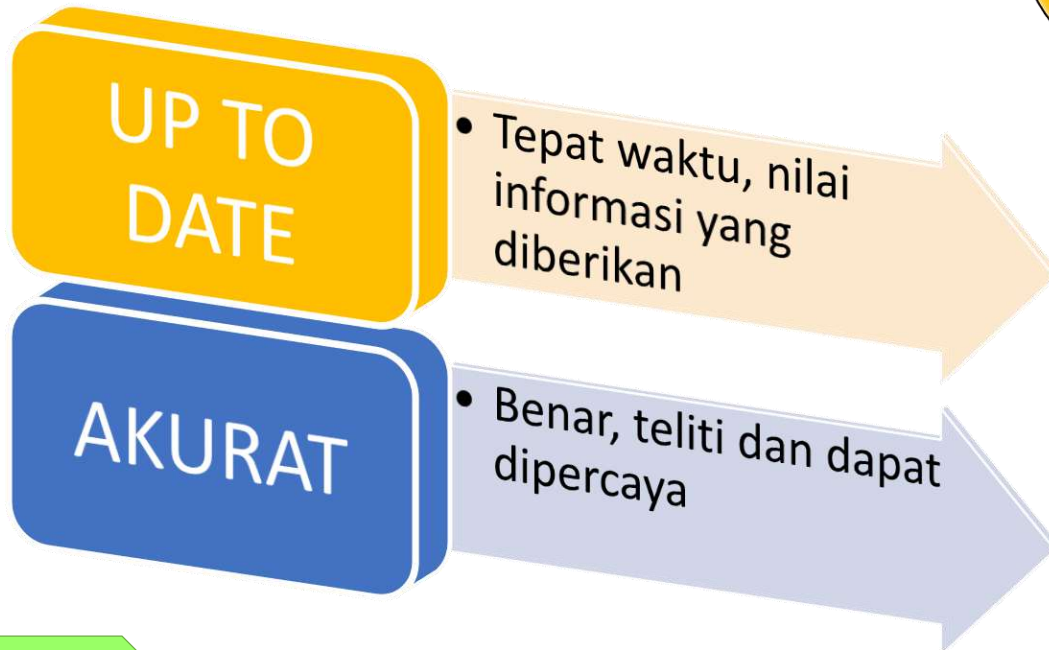 UP TO
DATE
• Tepat waktu, nilai
informasi yang
diberikan
AKURAT
• Benar, teliti dan dapat
dipercaya